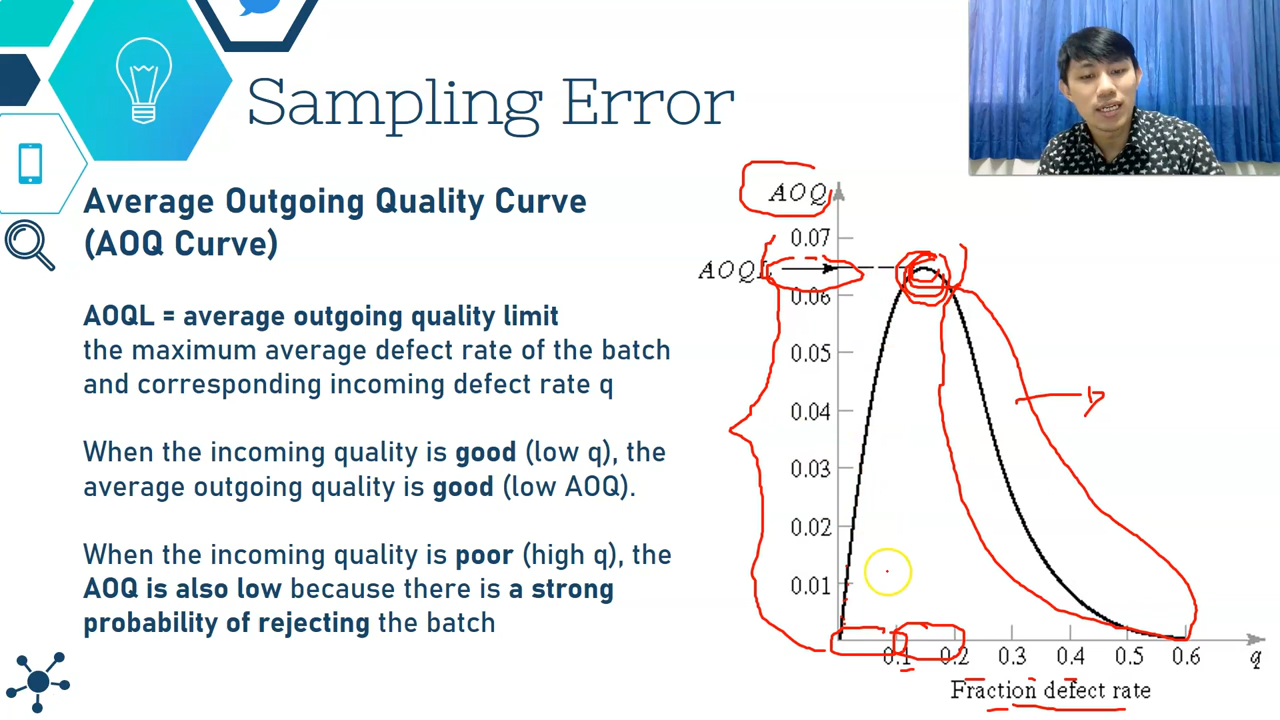 Sampling Error
Average Outgoing Quality Curve
(AOQ Curve)
AOQL = average outgoing quality limit
the maximum average defect rate of the batch
and corresponding incoming defect rate q
When the incoming quality is good (low q), the
average outgoing quality is good (low AOQ).
When the incoming quality is poor (high q), the
AOQ is also low because there is a strong
probability of rejecting the batch
AOQ
0.07
AOQL
0.06
0.05
0.04
0.03
0.02
0.01
0.1 0.2 0.3 0.4 0.5 0.6 q
Fraction defect rate